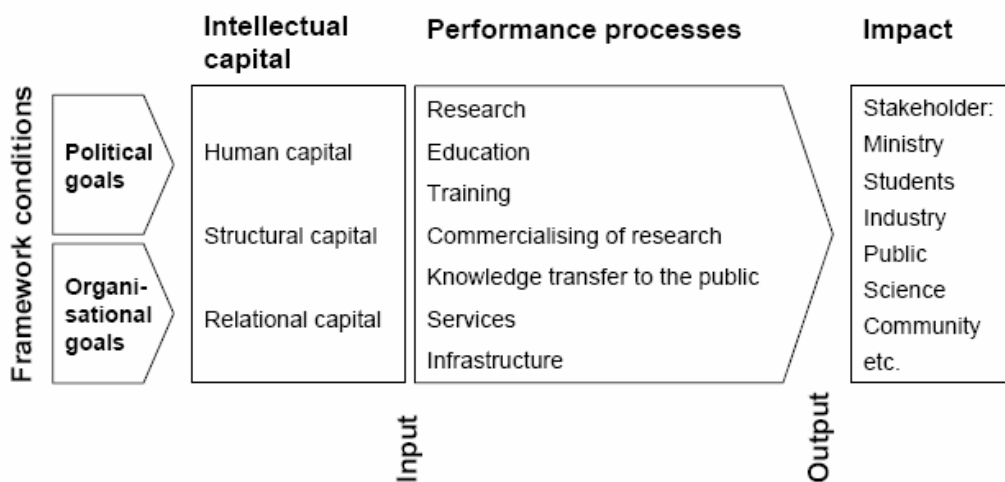 Intellectual
capital
Performance processes
Impact
Framework conditions
Political
goals
Organi-
sational
goals
Human capital
Structural capital
Relational capital
Research
Education
Training
Commercialising of research
Knowledge transfer to the public
Services
Infrastructure
Stakeholder:
Ministry
Students
Industry
Public
Science
Community
etc.
Input
Output